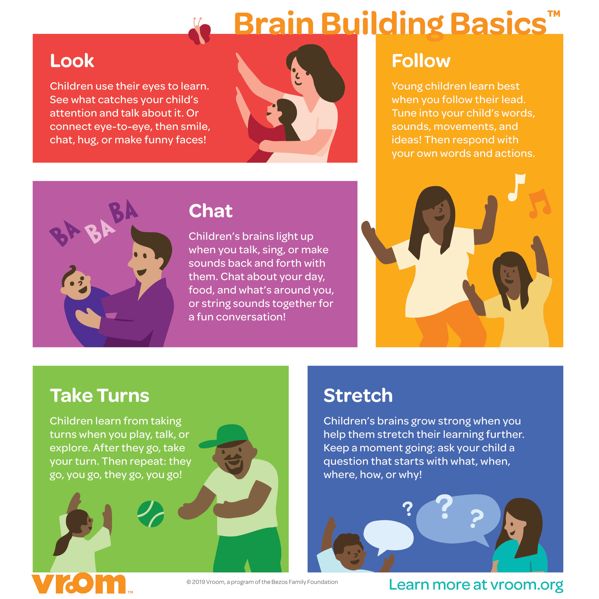 Brain Building Basics™
Look
Children use their eyes to learn.
See what catches your child's
attention and talk about it. Or
connect eye-to-eye, then smile,
chat, hug, or make funny faces!
Follow
Young children learn best
when you follow their lead.
Tune into your child's words,
sounds, movements, and
ideas! Then respond with
your own words and actions.
BA BA BA
Chat
Children's brains light up
when you talk, sing, or make
sounds back and forth with
them. Chat about your day,
food, and what's around you,
or string sounds together for
a fun conversation!
Take Turns
Children learn from taking
turns when you play, talk, or
explore. After they go, take
your turn. Then repeat: they
go, you go, they go, you go!
Stretch
Children's brains grow strong when you
help them stretch their learning further.
Keep a moment going: ask your child a
question that starts with what, when,
where, how, or why!
? ? ?
vroom™
© 2019 Vroom, a program of the Bezos Family Foundation
Learn more at vroom.org